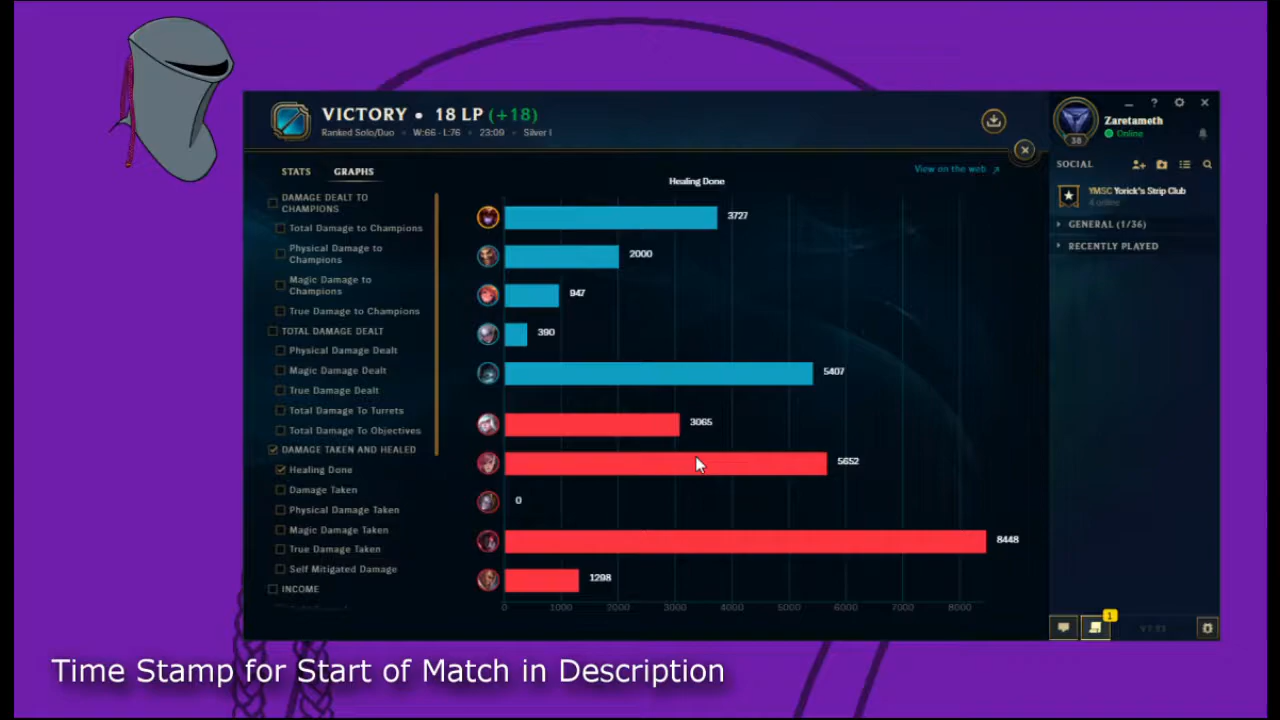 VICTORY • 18 LP (+18)
Ranked Solo/Duo • W:66 - L:76 • 23:09 • Silver I
STATS GRAPHS
View on the web
Healing Done
DAMAGE DEALT TO
CHAMPIONS
Total Damage to Champions
Physical Damage to
Champions
Magic Damage to
Champions
True Damage to Champions
TOTAL DAMAGE DEALT
Physical Damage Dealt
Magic Damage Dealt
True Damage Dealt
Total Damage To Turrets
Total Damage To Objectives
DAMAGE TAKEN AND HEALED
Healing Done
Damage Taken
Physical Damage Taken
Magic Damage Taken
True Damage Taken
Self Mitigated Damage
INCOME
3727
2000
947
390
5407
3065
5652
0
8448
1298
0 1000 2000 3000 4000 5000 6000 7000 8000
38
Zaretameth
Online
SOCIAL
YMSC Yorick's Strip Club
4 online
GENERAL (1/36)
RECENTLY PLAYED
1
Time Stamp for Start of Match in Description